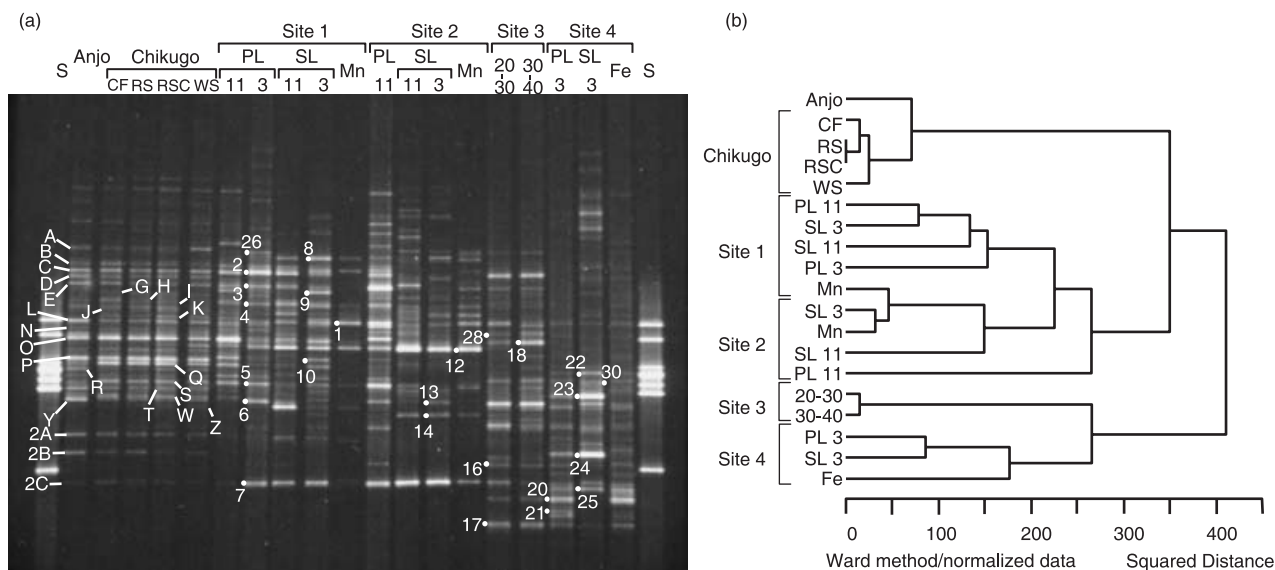 (a)
Site 1 Site 2 Site 3 Site 4
S Anjo Chikugo PL SL Mn PL SL Mn 20-30 30-40 PL SL Fe S
CF RS RSC WS 11 3 11 3 11 11 3 3 3
A
B
C
D
E
G H I
J K
L
N
O
P
Q
R
S
T W Z
Y
2A
2B
2C
26
2
3
4
5
6
7
8
9
10
1
12
13
14
28
18
16
17
22
23
30
24
20
25
21
(b)
Anjo
CF
RS
Chikugo
RSC
WS
PL 11
SL 3
Site 1
SL 11
PL 3
Mn
SL 3
Site 2
Mn
SL 11
PL 11
Site 3
20-30
30-40
PL 3
Site 4
SL 3
Fe
0 100 200 300 400
Ward method/normalized data Squared Distance